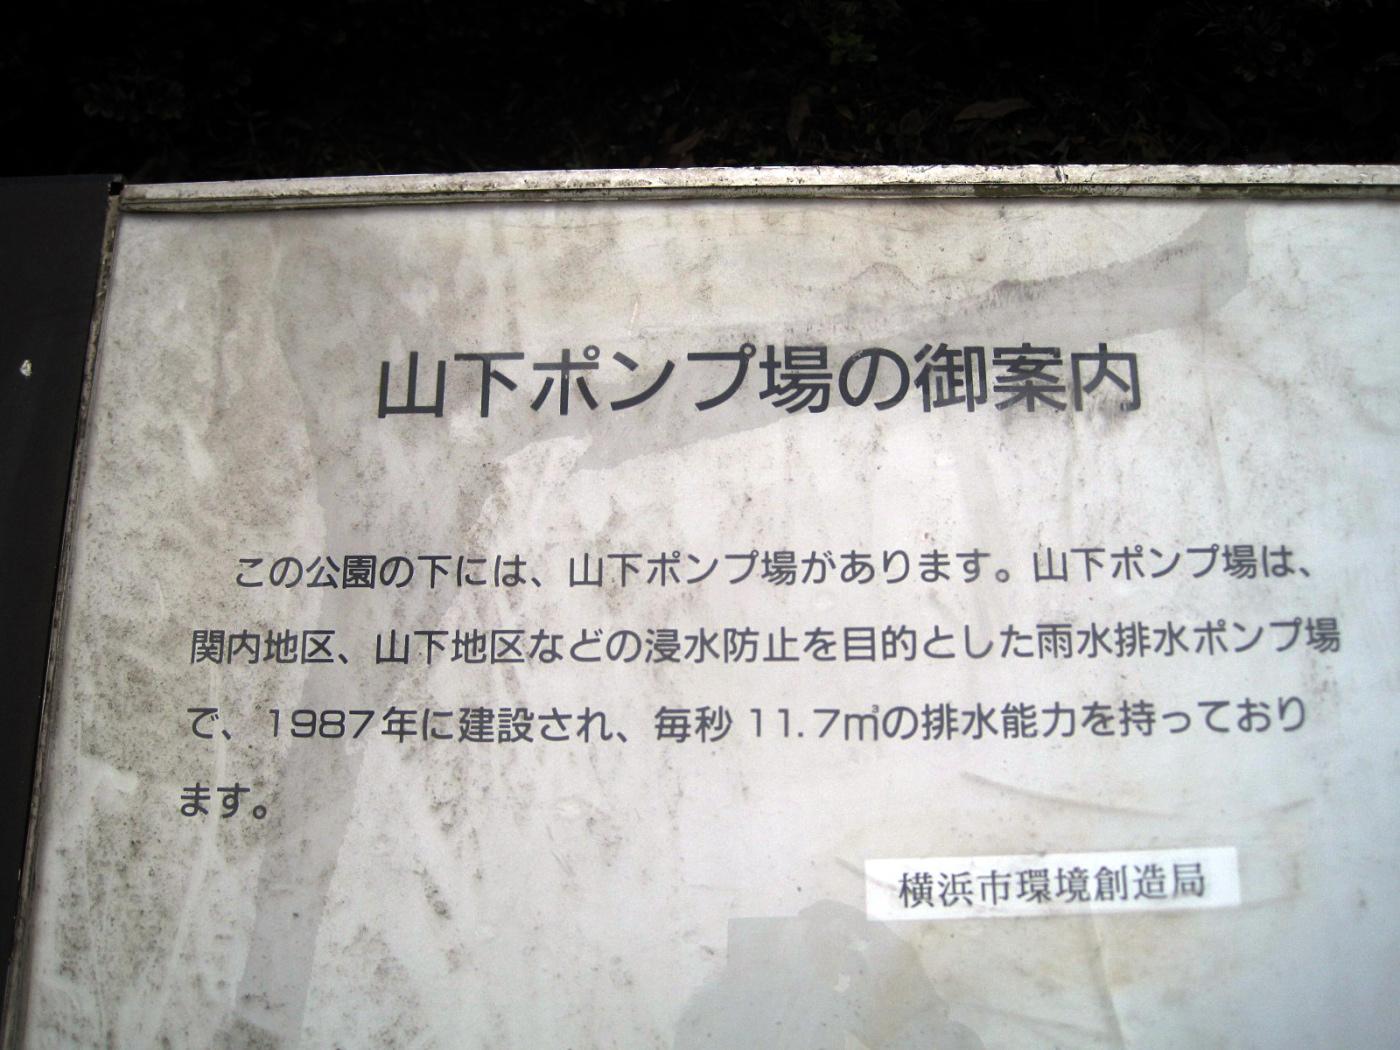 山下ポンプ場の御案内
この公園の下には、山下ポンプ場があります。山下ポンプ場は、
関内地区、山下地区などの浸水防止を目的とした雨水排水ポンプ場
で、1987年に建設され、毎秒 11.7㎥の排水能力を持っており
ます。
横浜市環境創造局